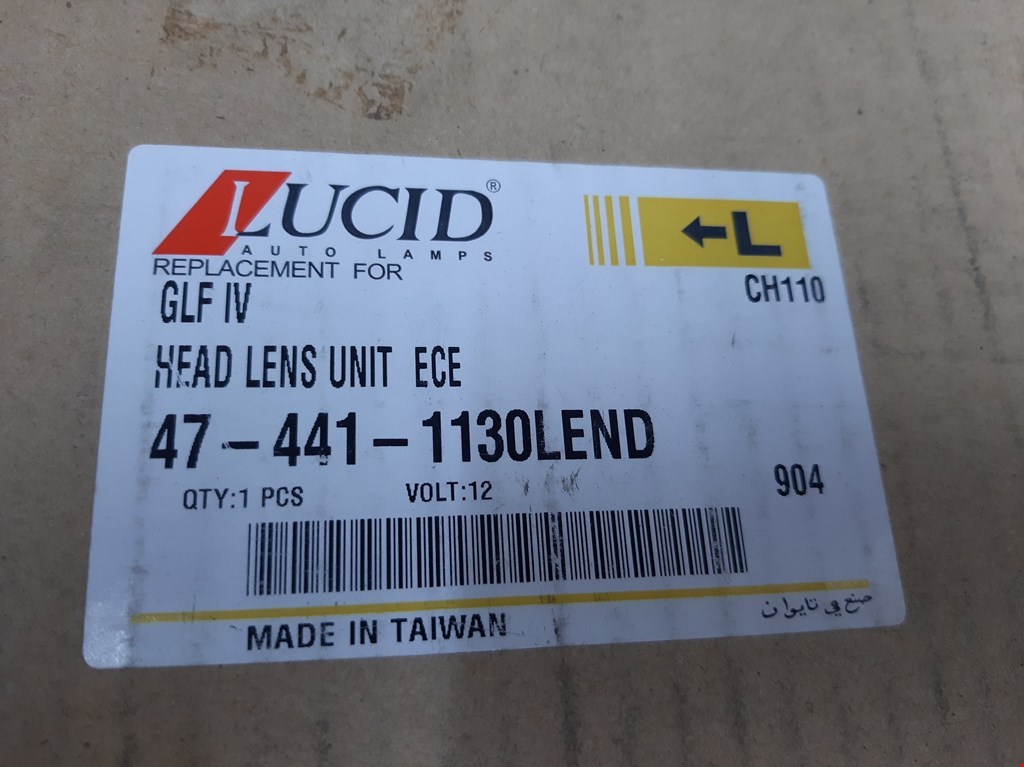 LUCID®
AUTO LAMPS
L
REPLACEMENT FOR
CH110
GLF IV
HEAD LENS UNIT ECE
47-441-1130LEND
QTY:1 PCS VOLT:12
904
صنع في تايوان
MADE IN TAIWAN